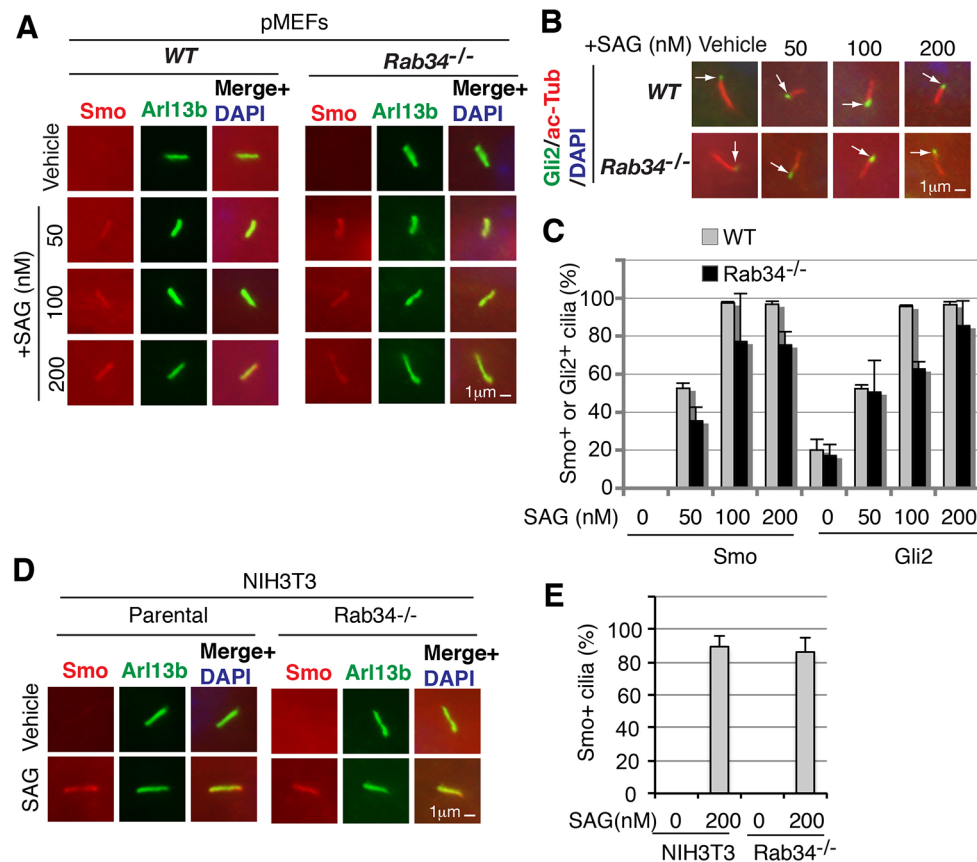 A
pMEFs
WT
Rab34-/-
Smo Arl13b Merge+ DAPI
Smo Arl13b Merge+ DAPI
Vehicle
+SAG (nM)
50
100
200
1μm
B
+SAG (nM) Vehicle 50 100 200
Gli2/ac-Tub
/DAPI
WT
Rab34-/-
1μm
C
WT
Rab34-/-
Smo+ or Gli2+ cilia (%)
100
80
60
40
20
0
SAG (nM) 0 50 100 200 0 50 100 200
Smo Gli2
D
NIH3T3
Parental Rab34-/-
Smo Arl13b Merge+ DAPI
Smo Arl13b Merge+ DAPI
Vehicle
SAG
1μm
E
Smo+ cilia (%)
100
80
60
40
20
0
SAG(nM) 0 200 0 200
NIH3T3 Rab34-/-